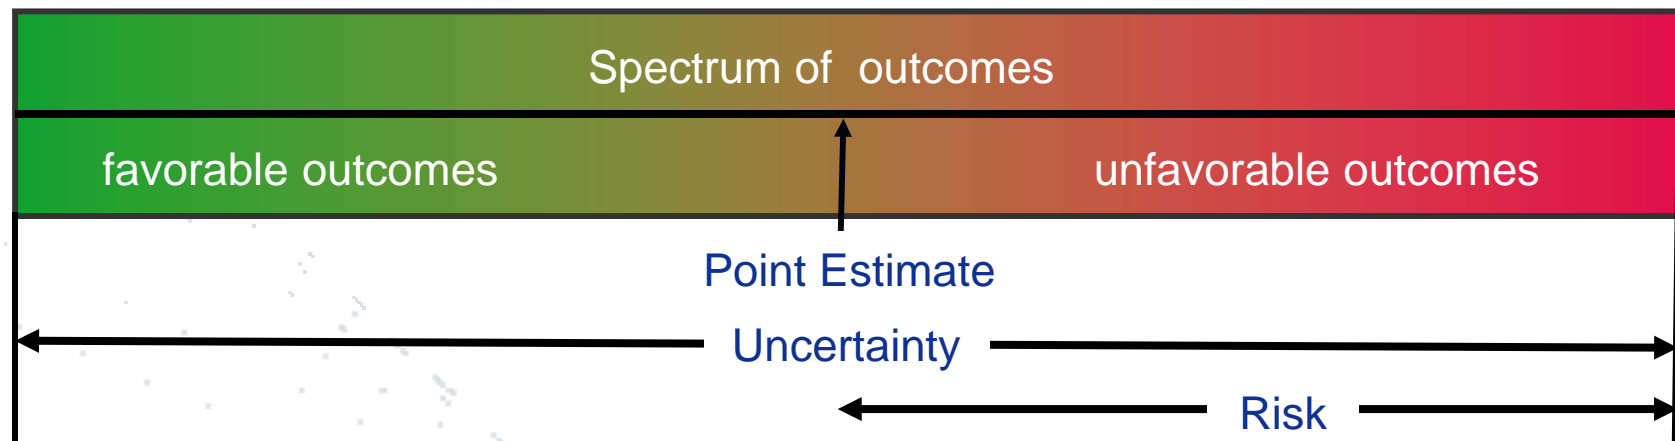 Spectrum of outcomes
favorable outcomes
unfavorable outcomes
Point Estimate
Uncertainty
Risk